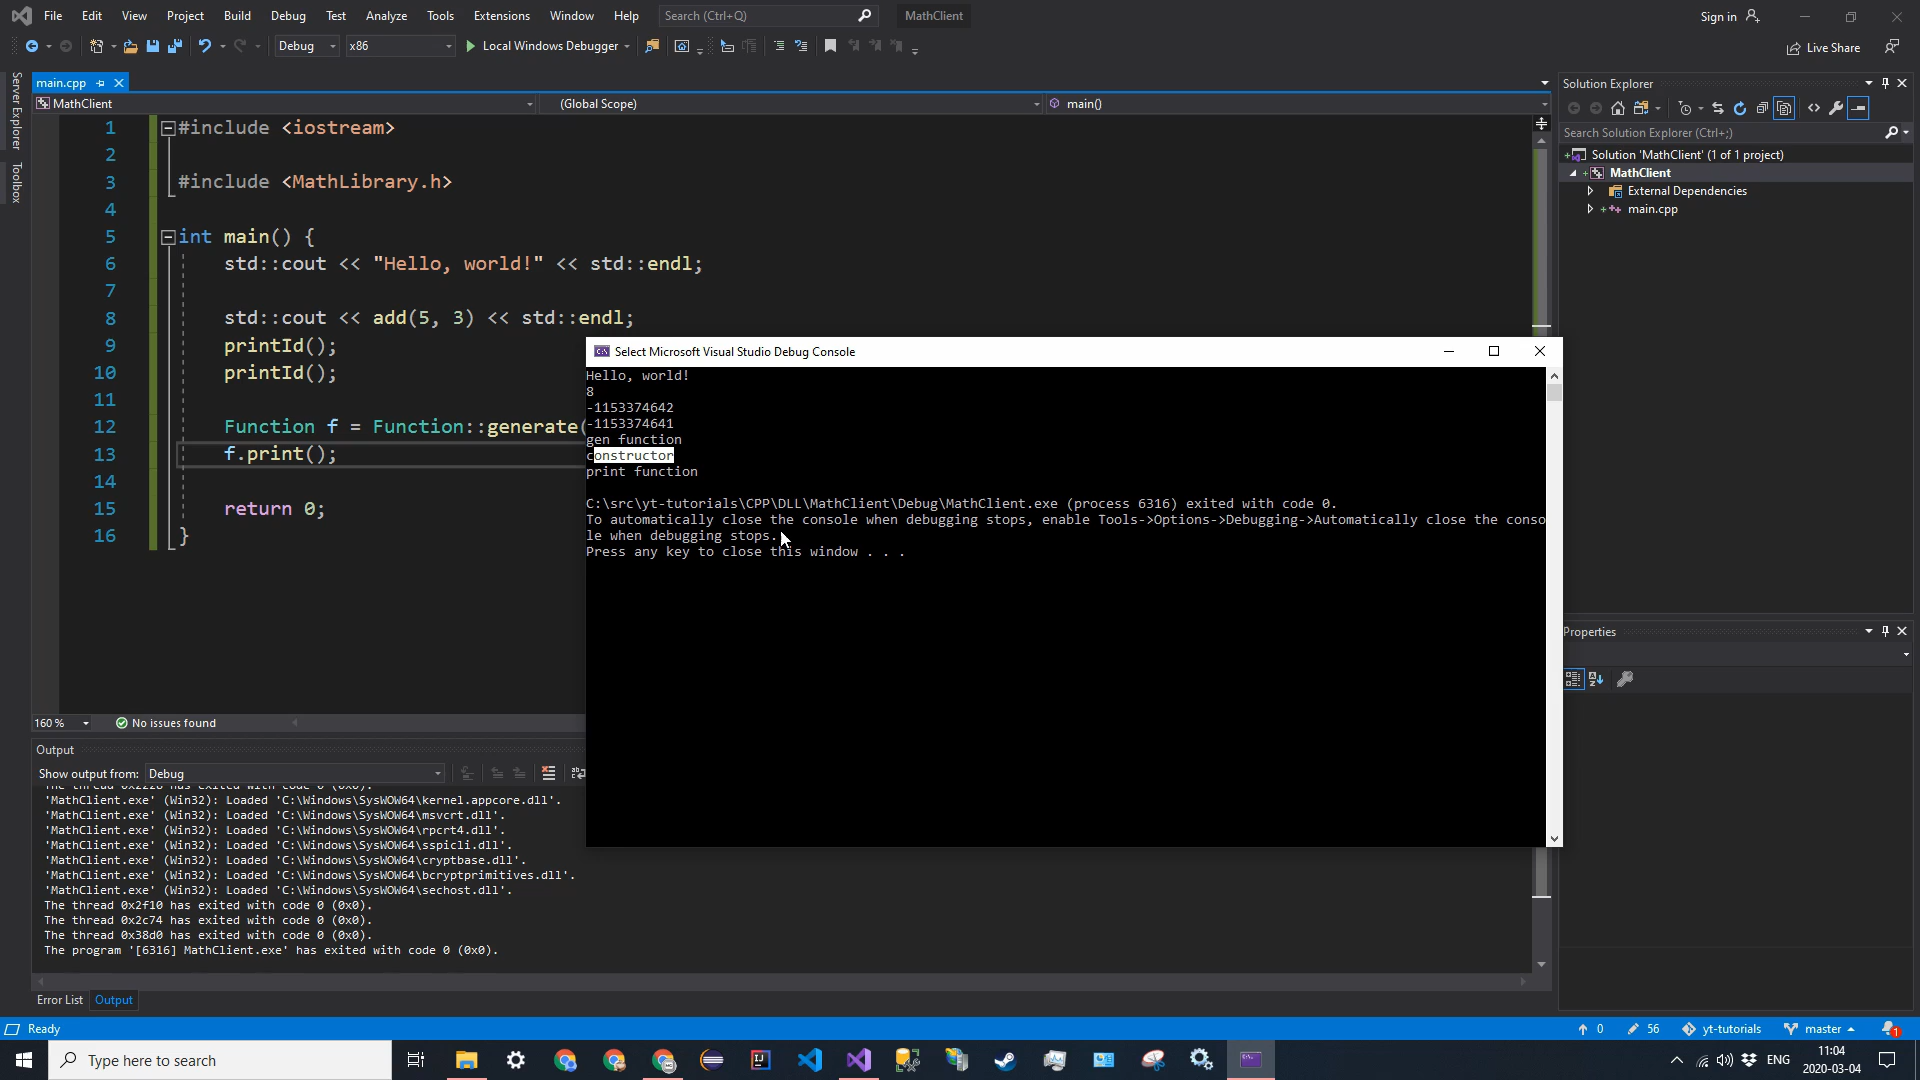 File Edit View Project Build Debug Test Analyze Tools Extensions Window Help Search (Ctrl+Q) MathClient Sign in
Debug x86 Local Windows Debugger Live Share
Server Explorer
Toolbox
main.cpp
MathClient (Global Scope) main()
1 #include <iostream>
2
3 #include <MathLibrary.h>
4
5 int main() {
6 std::cout << "Hello, world!" << std::endl;
7
8 std::cout << add(5, 3) << std::endl;
9 printId();
10 printId();
11
12 Function f = Function::generate(
13 f.print();
14
15 return 0;
16 }
160 % No issues found
Select Microsoft Visual Studio Debug Console
Hello, world!
8
-1153374642
-1153374641
gen function
constructor
print function
C:\src\yt-tutorials\CPP\DLL\MathClient\Debug\MathClient.exe (process 6316) exited with code 0.
To automatically close the console when debugging stops, enable Tools->Options->Debugging->Automatically close the conso
le when debugging stops.
Press any key to close this window . . .
Solution Explorer
Search Solution Explorer (Ctrl+;)
Solution 'MathClient' (1 of 1 project)
MathClient
External Dependencies
main.cpp
Properties
Output
Show output from: Debug
The thread 0x2228 has exited with code 0 (0x0).
'MathClient.exe' (Win32): Loaded 'C:\Windows\SysWOW64\kernel.appcore.dll'.
'MathClient.exe' (Win32): Loaded 'C:\Windows\SysWOW64\msvcrt.dll'.
'MathClient.exe' (Win32): Loaded 'C:\Windows\SysWOW64\rpcrt4.dll'.
'MathClient.exe' (Win32): Loaded 'C:\Windows\SysWOW64\sspicli.dll'.
'MathClient.exe' (Win32): Loaded 'C:\Windows\SysWOW64\cryptbase.dll'.
'MathClient.exe' (Win32): Loaded 'C:\Windows\SysWOW64\bcryptprimitives.dll'.
'MathClient.exe' (Win32): Loaded 'C:\Windows\SysWOW64\sechost.dll'.
The thread 0x2f10 has exited with code 0 (0x0).
The thread 0x2c74 has exited with code 0 (0x0).
The thread 0x38d0 has exited with code 0 (0x0).
The program '[6316] MathClient.exe' has exited with code 0 (0x0).
Error List Output
Ready 0 56 yt-tutorials master 1
Type here to search ENG 11:04
2020-03-04